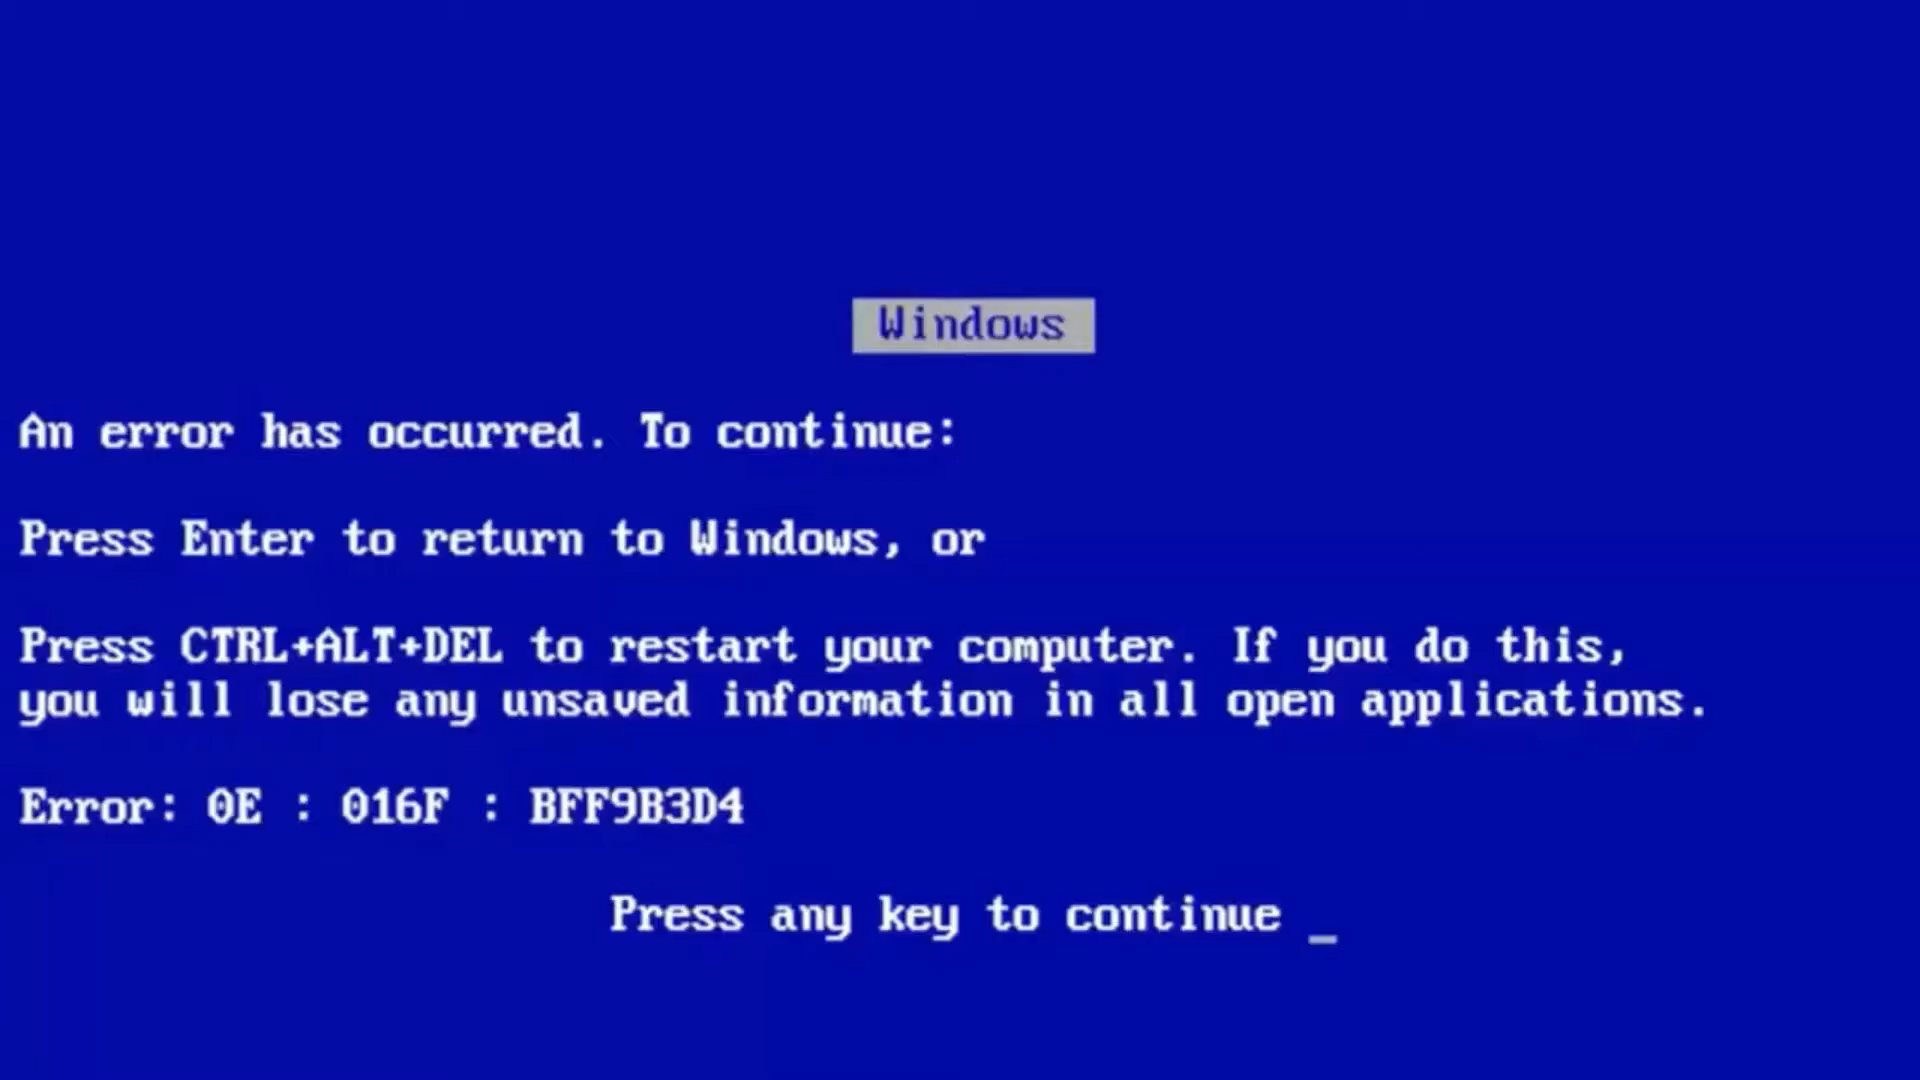 Windows
An error has occurred. To continue:
Press Enter to return to Windows, or
Press CTRL+ALT+DEL to restart your computer. If you do this,
you will lose any unsaved information in all open applications.
Error: 0E : 016F : BFF9B3D4
Press any key to continue _